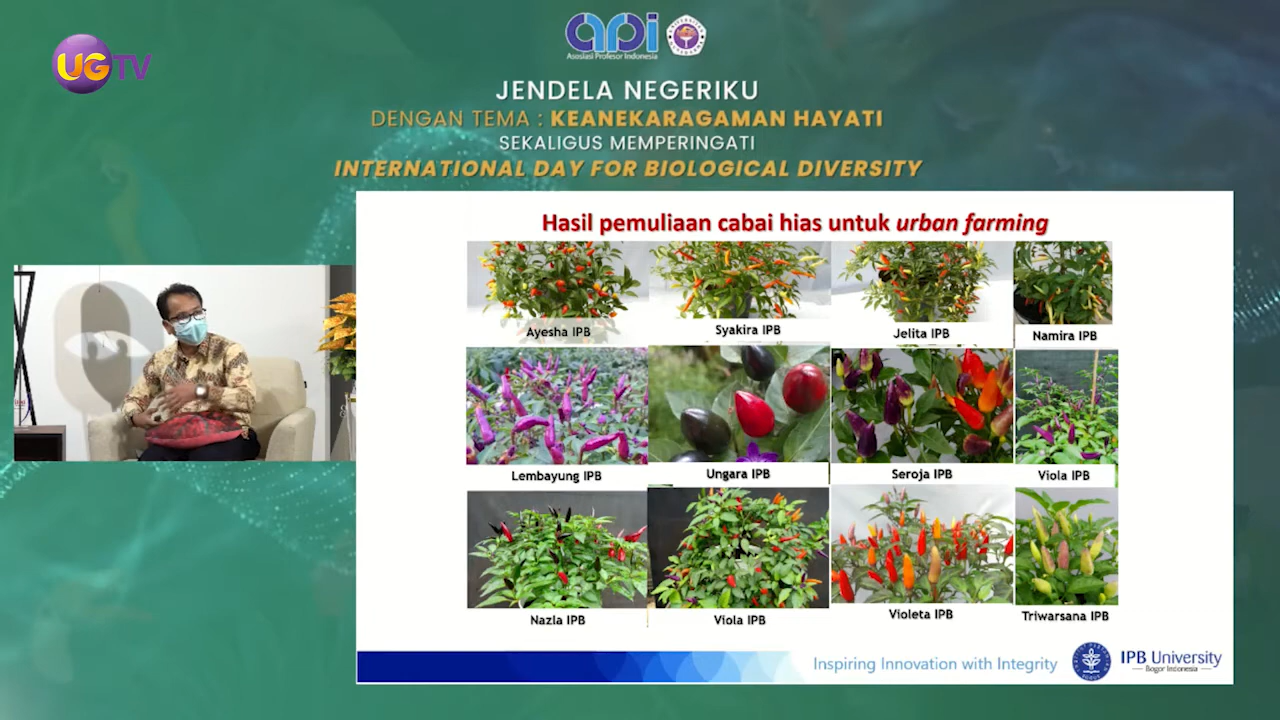 UGTV
api
Asosiasi Profesor Indonesia
JENDELA NEGERIKU
DENGAN TEMA : KEANEKARAGAMAN HAYATI
SEKALIGUS MEMPERINGATI
INTERNATIONAL DAY FOR BIOLOGICAL DIVERSITY
Hasil pemuliaan cabai hias untuk urban farming
Ayesha IPB
Syakira IPB
Jelita IPB
Namira IPB
Lembayung IPB
Ungara IPB
Seroja IPB
Viola IPB
Nazla IPB
Viola IPB
Violeta IPB
Triwarsana IPB
Inspiring Innovation with Integrity
IPB University
Bogor Indonesia